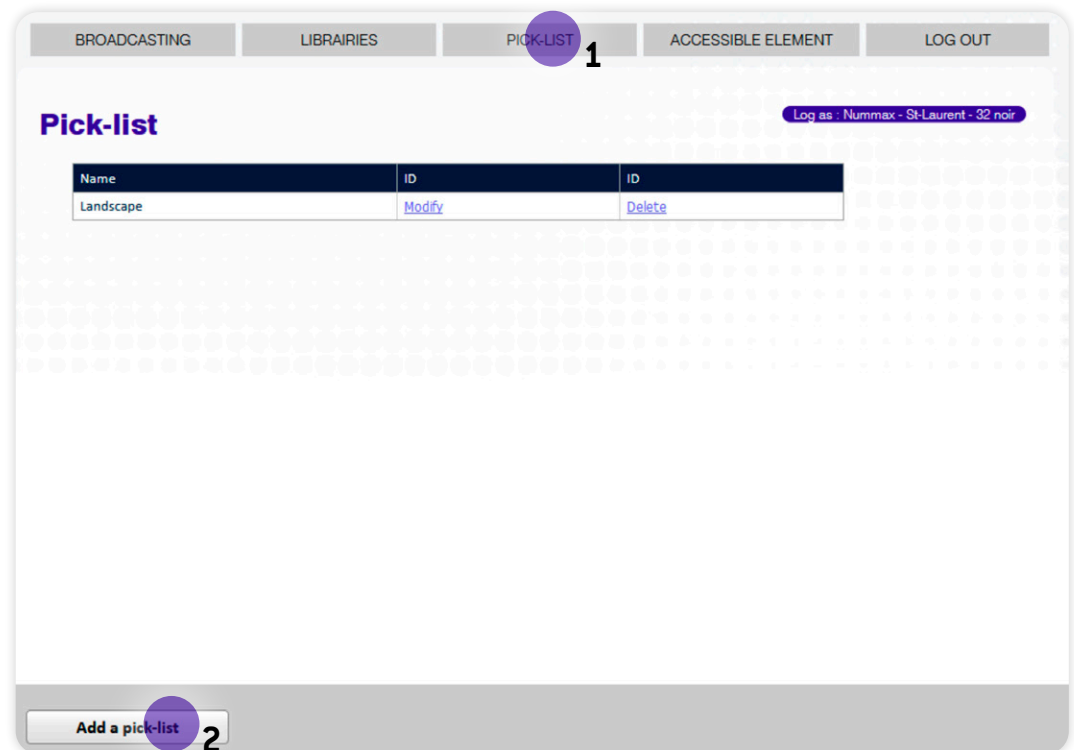 BROADCASTING LIBRAIRIES PICK-LIST ACCESSIBLE ELEMENT LOG OUT
1
Pick-list
Log as : Nummax - St-Laurent - 32 noir
Name ID ID
Landscape Modify Delete
Add a pick-list
2